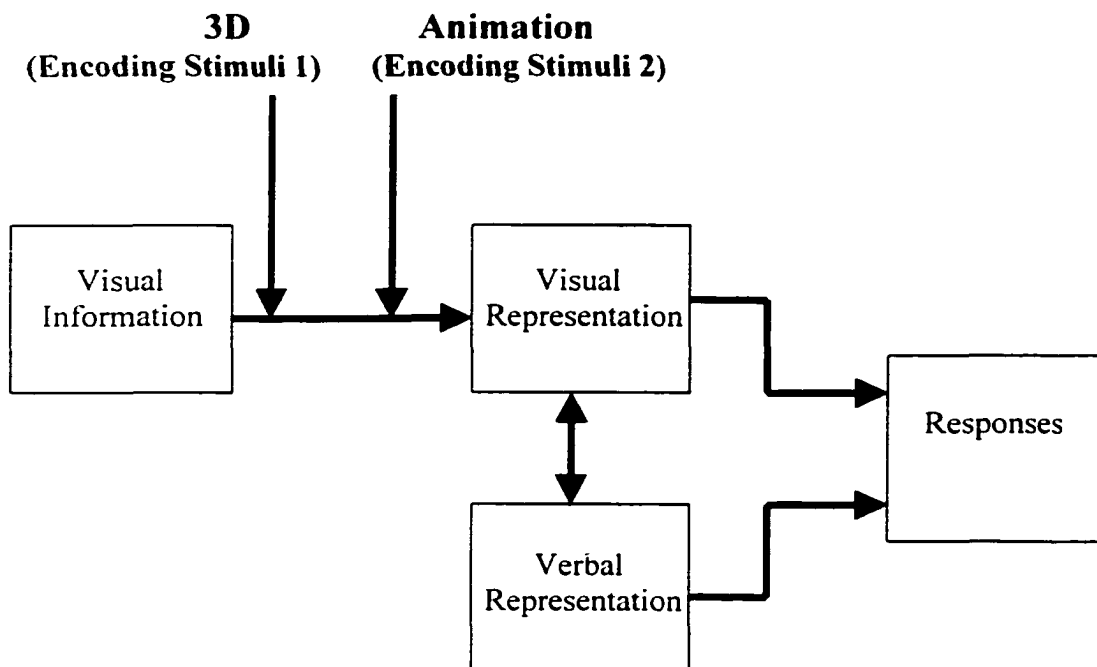 3D
(Encoding Stimuli 1)
Animation
(Encoding Stimuli 2)
Visual
Information
Visual
Representation
Responses
Verbal
Representation